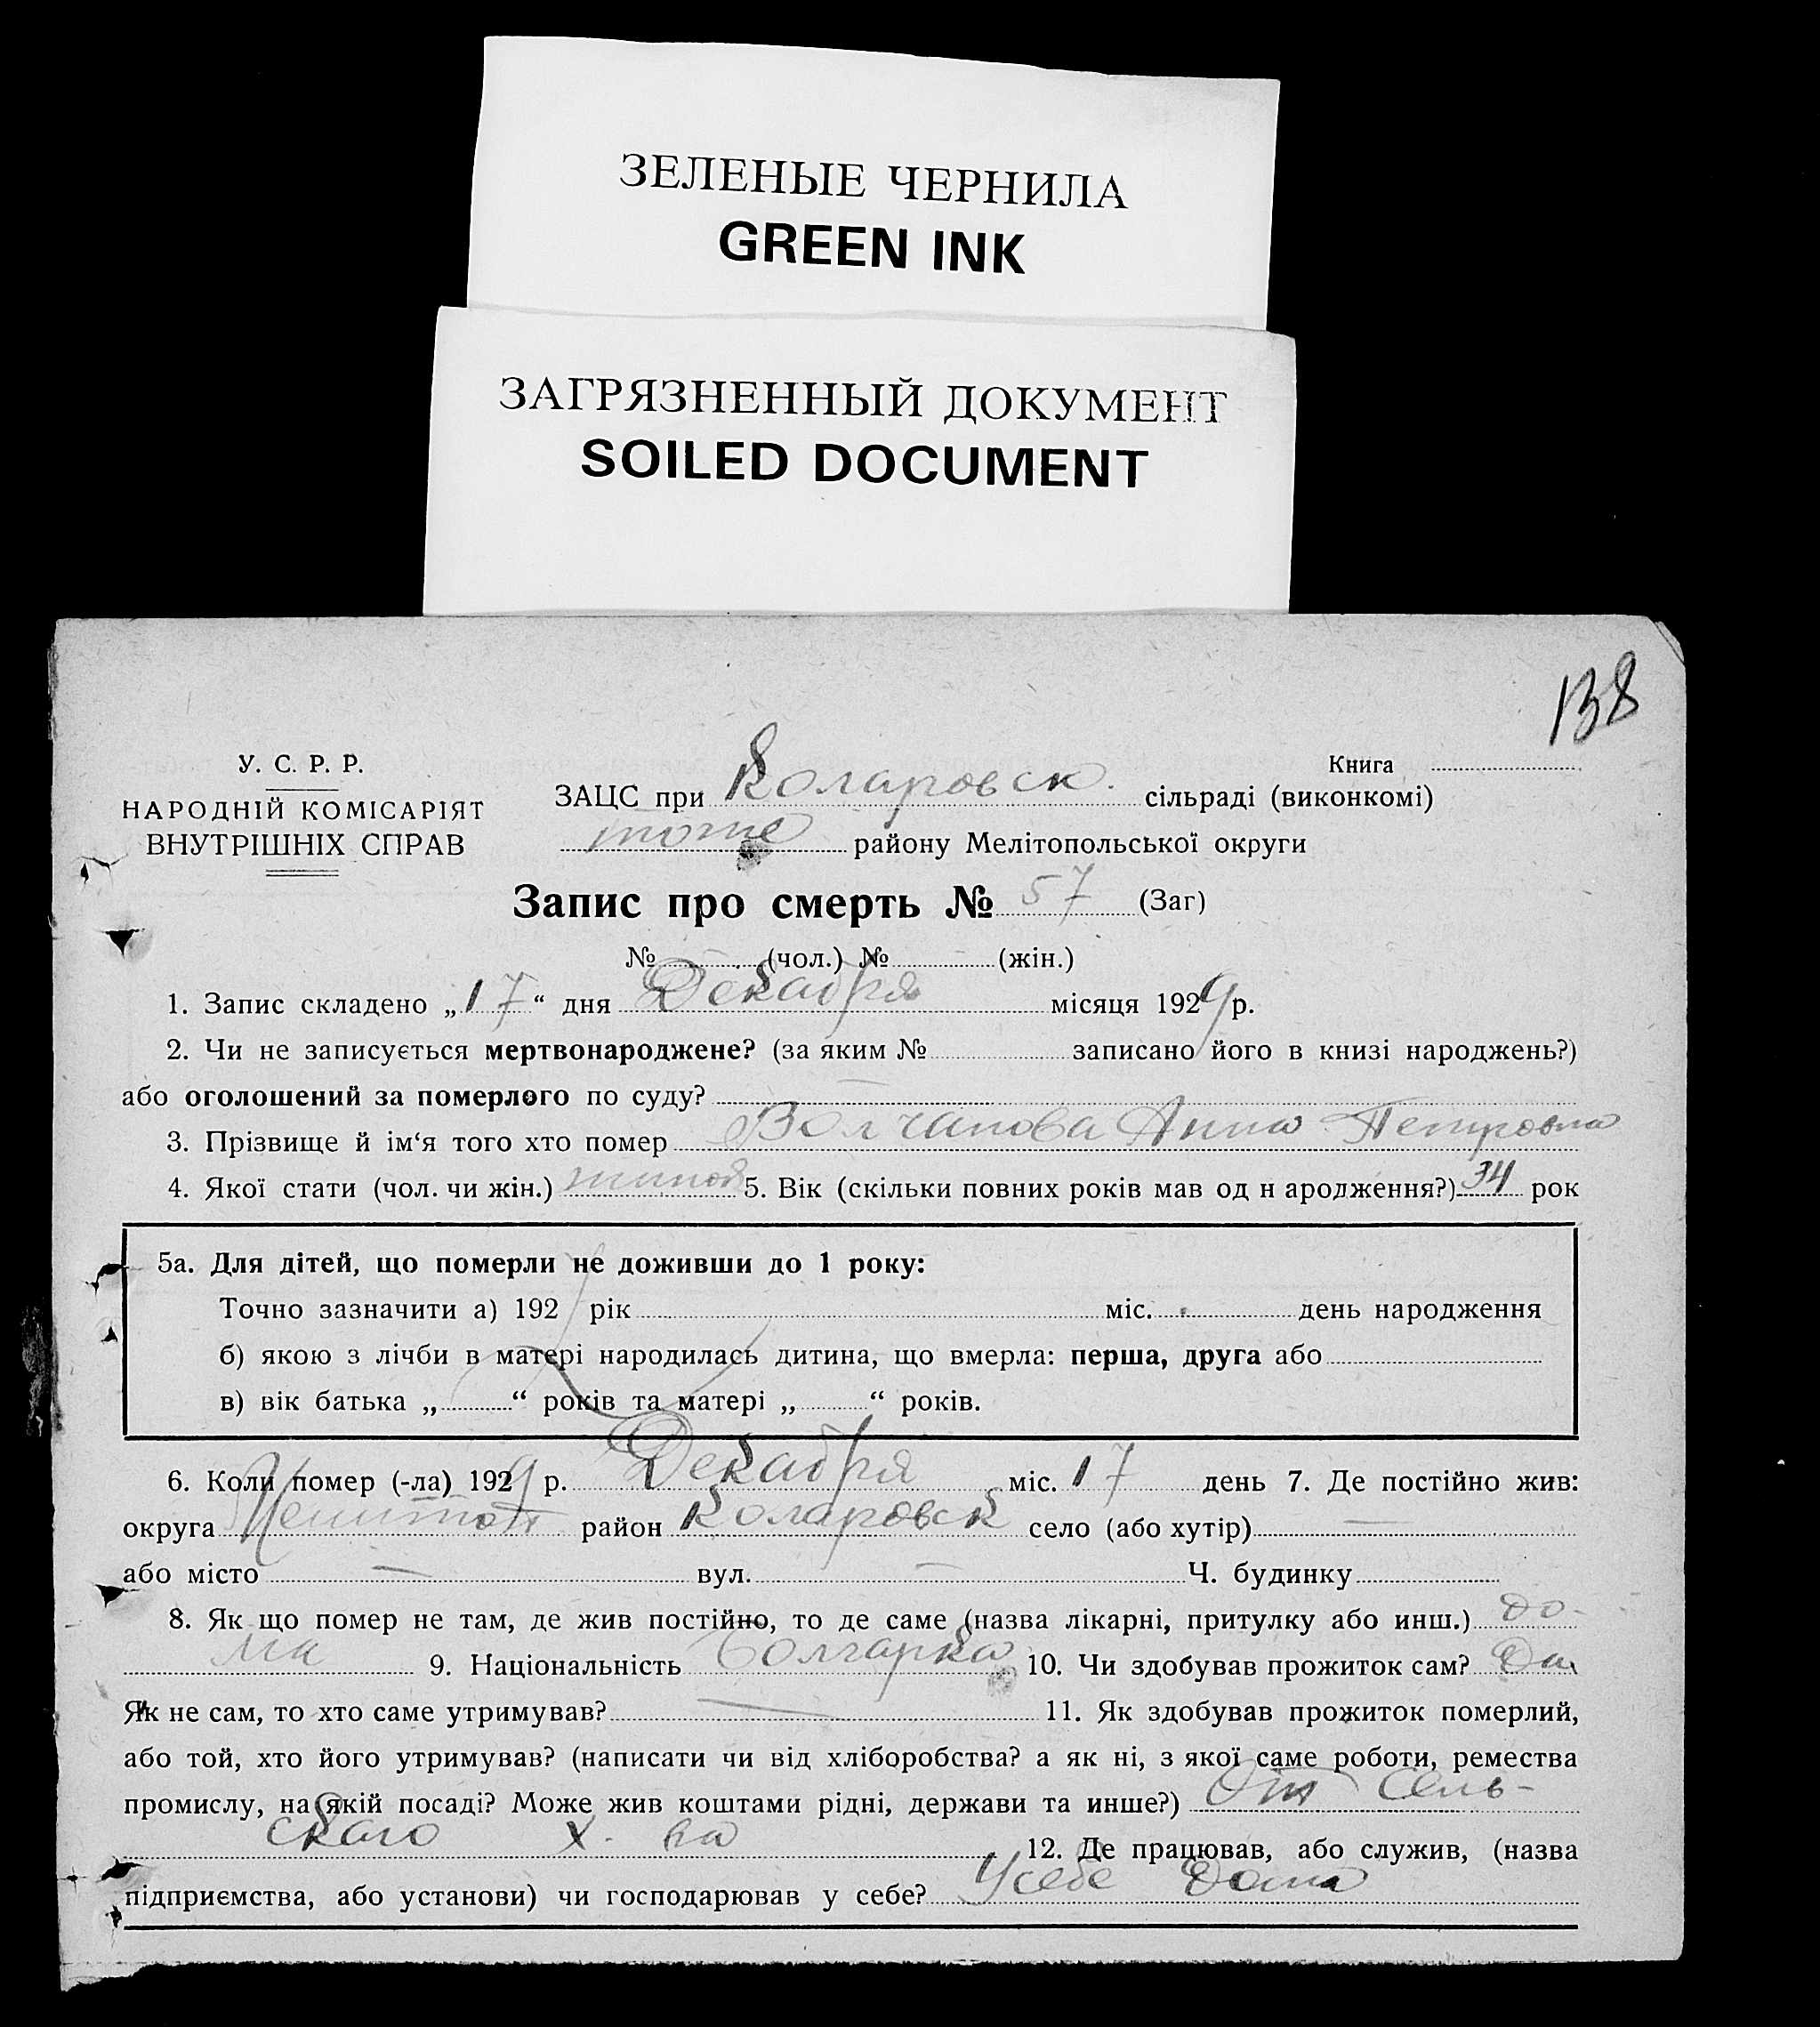 ЗЕЛЕНЫЕ ЧЕРНИЛА
GREEN INK
ЗАГРЯЗНЕННЫЙ ДОКУМЕНТ
SOILED DOCUMENT
138
У. С. Р. Р.
НАРОДНІЙ КОМІСАРІЯТ
ВНУТРІШНІХ СПРАВ
Книга
ЗАЦС при Коларовск. сільраді (виконкомі)
тоже району Мелітопольської округи
Запис про смерть № 57 (Заг)
№ (чол.) № (жін.)
1. Запис складено „17“ дня Декабря місяця 1929 р.
2. Чи не записується мертвонароджене? (за яким № записано його в книзі народжень?)
або оголошений за померлого по суду? —
3. Прізвище й ім‘я того хто помер Волчанова Анна Петровна
4. Якої стати (чол. чи жін.) 5. Вік (скільки повних років мав од н ародження?) 34 рок
5а. Для дітей, що померли не доживши до 1 року:
Точно зазначити а) 192 рік міс. день народження
б) якою з лічби в матері народилась дитина, що вмерла: перша, друга або
в) вік батька „ “ років та матері „ “ років.
6. Коли помер (-ла) 1929 р. Декабря міс. 17 день 7. Де постійно жив:
округа район Коларовск село (або хутір) —
або місто — вул. — Ч. будинку
8. Як що помер не там, де жив постійно, то де саме (назва лікарні, притулку або инш.) до-
ма 9. Національність болгарка 10. Чи здобував прожиток сам? Да
Як не сам, то хто саме утримував? — 11. Як здобував прожиток померлий,
або той, хто його утримував? (написати чи від хліборобства? а як ні, з якої саме роботи, ремества
промислу, на якій посаді? Може жив коштами рідні, держави та инше?) От сель-
скаго х-ва 12. Де працював, або служив, (назва
підприємства, або установи) чи господарював у себе? У себе дома